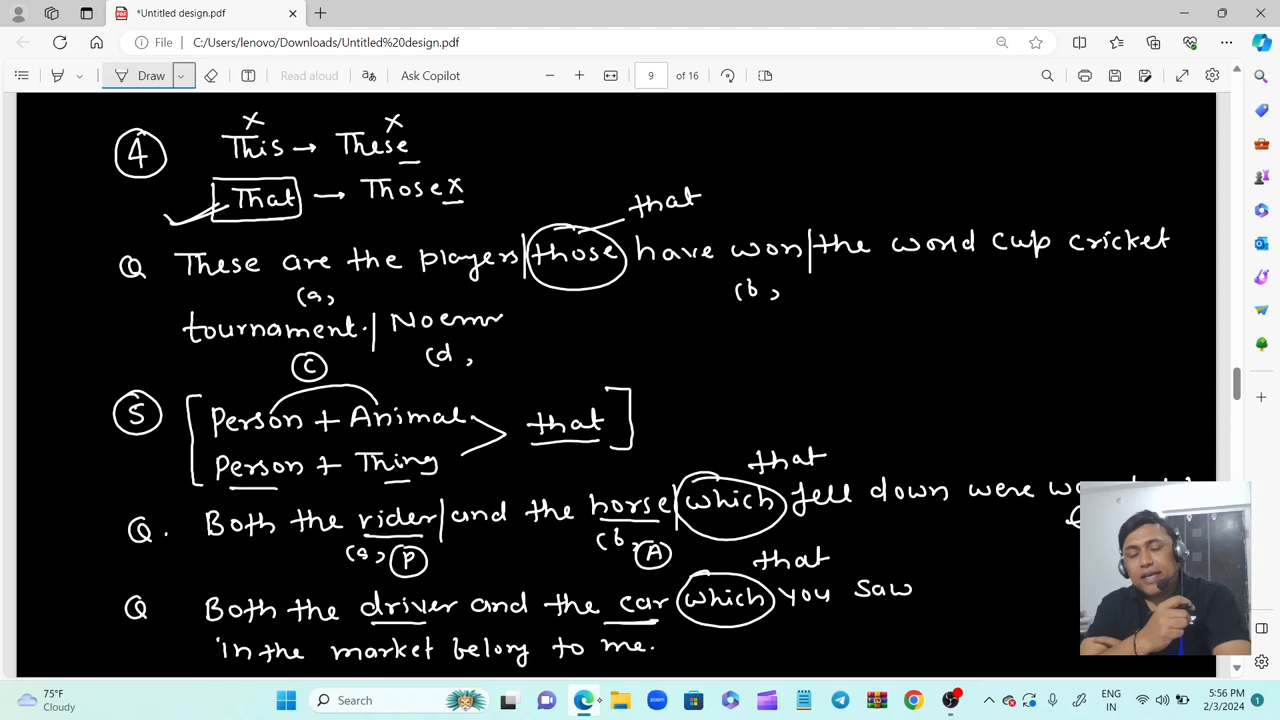 *Untitled design.pdf
File C:/Users/lenovo/Downloads/Untitled%20design.pdf
Draw Read aloud Ask Copilot 9 of 16
x x
④ This → These
That → Those x
that
Q These are the players | those have won | the world cup cricket
(a, (b,
tournament. | No error
Ⓒ (d,
⑤ Person + Animal
that
Person + Thing
that
Q. Both the rider | and the horse | which fell down were
(a, Ⓟ (b, Ⓐ
that
Q Both the driver and the car which you saw
in the market belong to me.
75°F
Cloudy
Search
zoom
ENG
IN
5:56 PM
2/3/2024
1